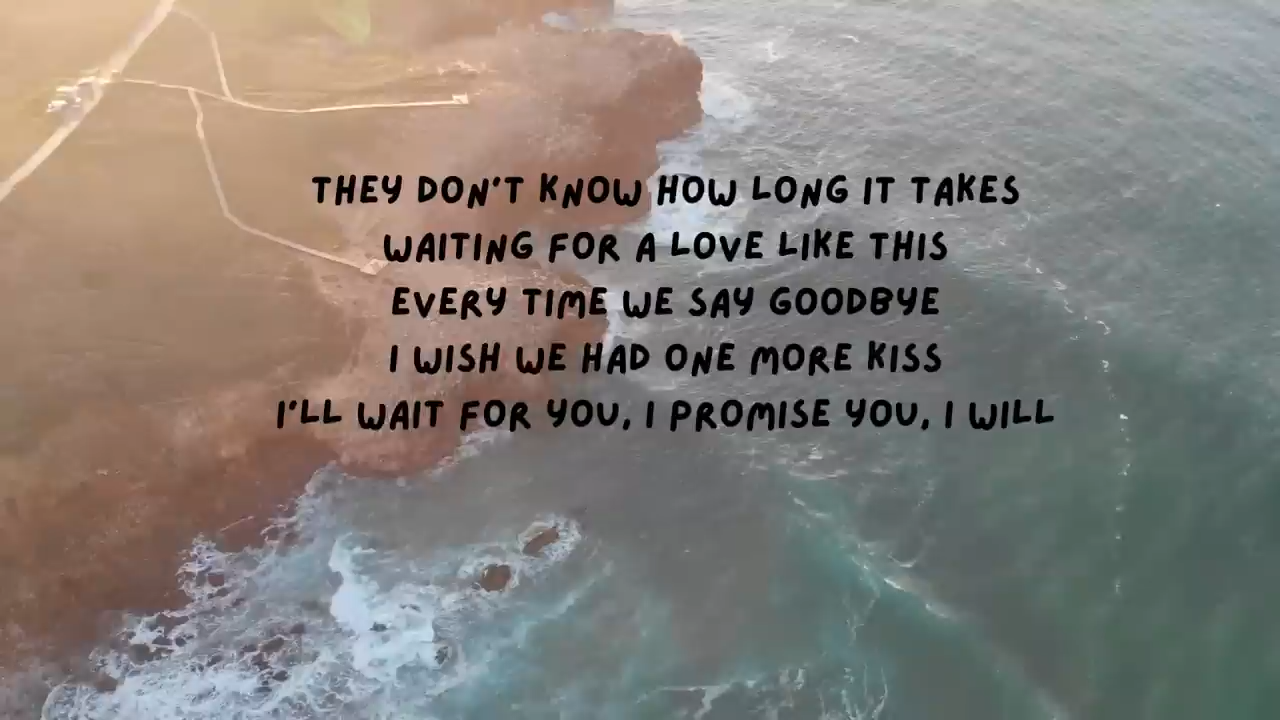 THEY DON'T KNOW HOW LONG IT TAKES
WAITING FOR A LOVE LIKE THIS
EVERY TIME WE SAY GOODBYE
I WISH WE HAD ONE MORE KISS
I'LL WAIT FOR YOU, I PROMISE YOU, I WILL